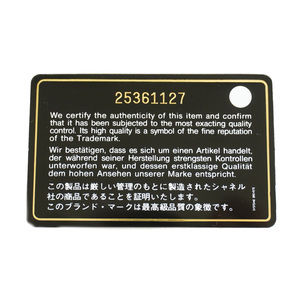 25361127
We certify the authenticity of this item and confirm
that it has been subjected to the most exacting quality
control. Its high quality is a symbol of the fine reputation
of the Trademark.
Wir bestätigen, dass es sich um einen Artikel handelt,
der während seiner Herstellung strengsten Kontrollen
unterworfen war, und dessen erstklassige Qualität
dem hohen Ansehen unserer Marke entspricht.
この製品は厳しい管理のもとに製造されたシャネル
社の商品であることを証明いたします。
このブランド・マークは最高級品質の象徴です。